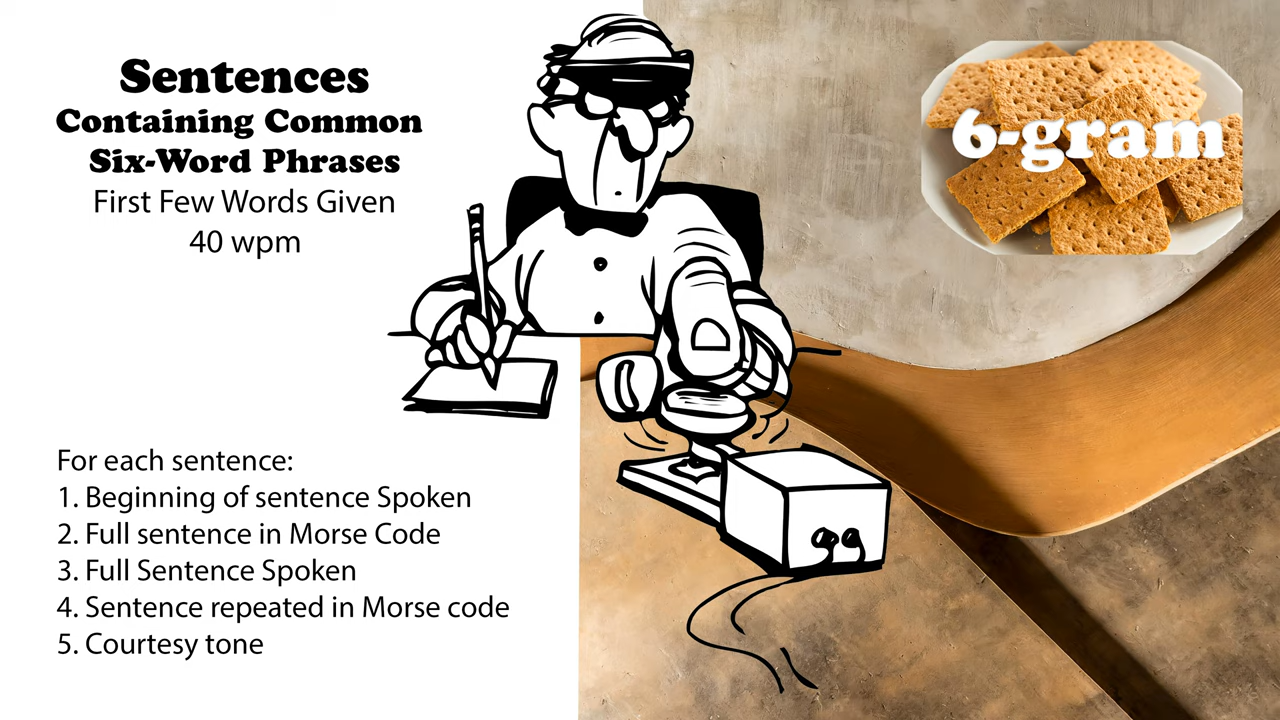 Sentences
Containing Common
Six-Word Phrases
First Few Words Given
40 wpm
6-gram
For each sentence:
1. Beginning of sentence Spoken
2. Full sentence in Morse Code
3. Full Sentence Spoken
4. Sentence repeated in Morse code
5. Courtesy tone